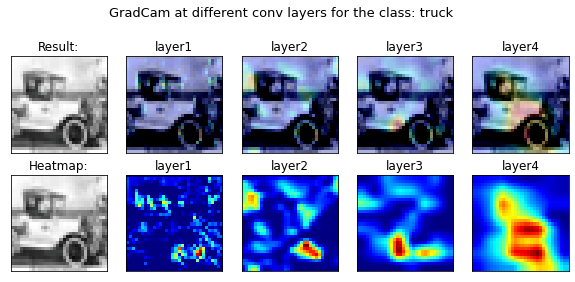 GradCam at different conv layers for the class: truck
Result: layer1 layer2 layer3 layer4
Heatmap: layer1 layer2 layer3 layer4